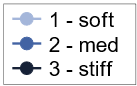 1 - soft
2 - med
3 - stiff